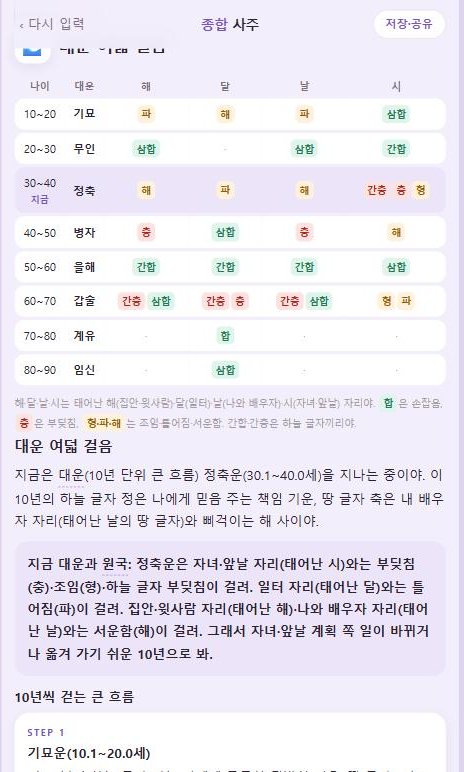 ‹ 다시 입력
종합 사주
저장·공유
대운 여덟 걸음
나이 대운 해 달 날 시
10~20 기묘 파 해 파 삼합
20~30 무인 삼합 · 삼합 간합
30~40 지금 정축 해 파 해 간충 충 형
40~50 병자 충 삼합 충 해
50~60 을해 간합 간합 간합 삼합
60~70 갑술 간충 삼합 간충 충 간충 삼합 형 파
70~80 계유 · 합 · ·
80~90 임신 · 삼합 · ·
해·달·날·시는 태어난 해(집안·윗사람)·달(일터)·날(나와 배우자)·시(자녀·앞날) 자리야. 합 은 손잡음,
충 은 부딪침, 형·파·해 는 조임·틀어짐·서운함. 간합·간충은 하늘 글자끼리야.
대운 여덟 걸음
지금은 대운(10년 단위 큰 흐름) 정축운(30.1~40.0세)을 지나는 중이야. 이
10년의 하늘 글자 정은 나에게 믿음 주는 책임 기운, 땅 글자 축은 내 배우
자 자리(태어난 날의 땅 글자)와 삐걱이는 해 사이야.
지금 대운과 원국: 정축운은 자녀·앞날 자리(태어난 시)와는 부딪침
(충)·조임(형)·하늘 글자 부딪침이 걸려. 일터 자리(태어난 달)와는 틀
어짐(파)이 걸려. 집안·윗사람 자리(태어난 해)·나와 배우자 자리(태어
난 날)와는 서운함(해)이 걸려. 그래서 자녀·앞날 계획 쪽 일이 바뀌거
나 옮겨 가기 쉬운 10년으로 봐.
10년씩 걷는 큰 흐름
STEP 1
기묘운(10.1~20.0세)